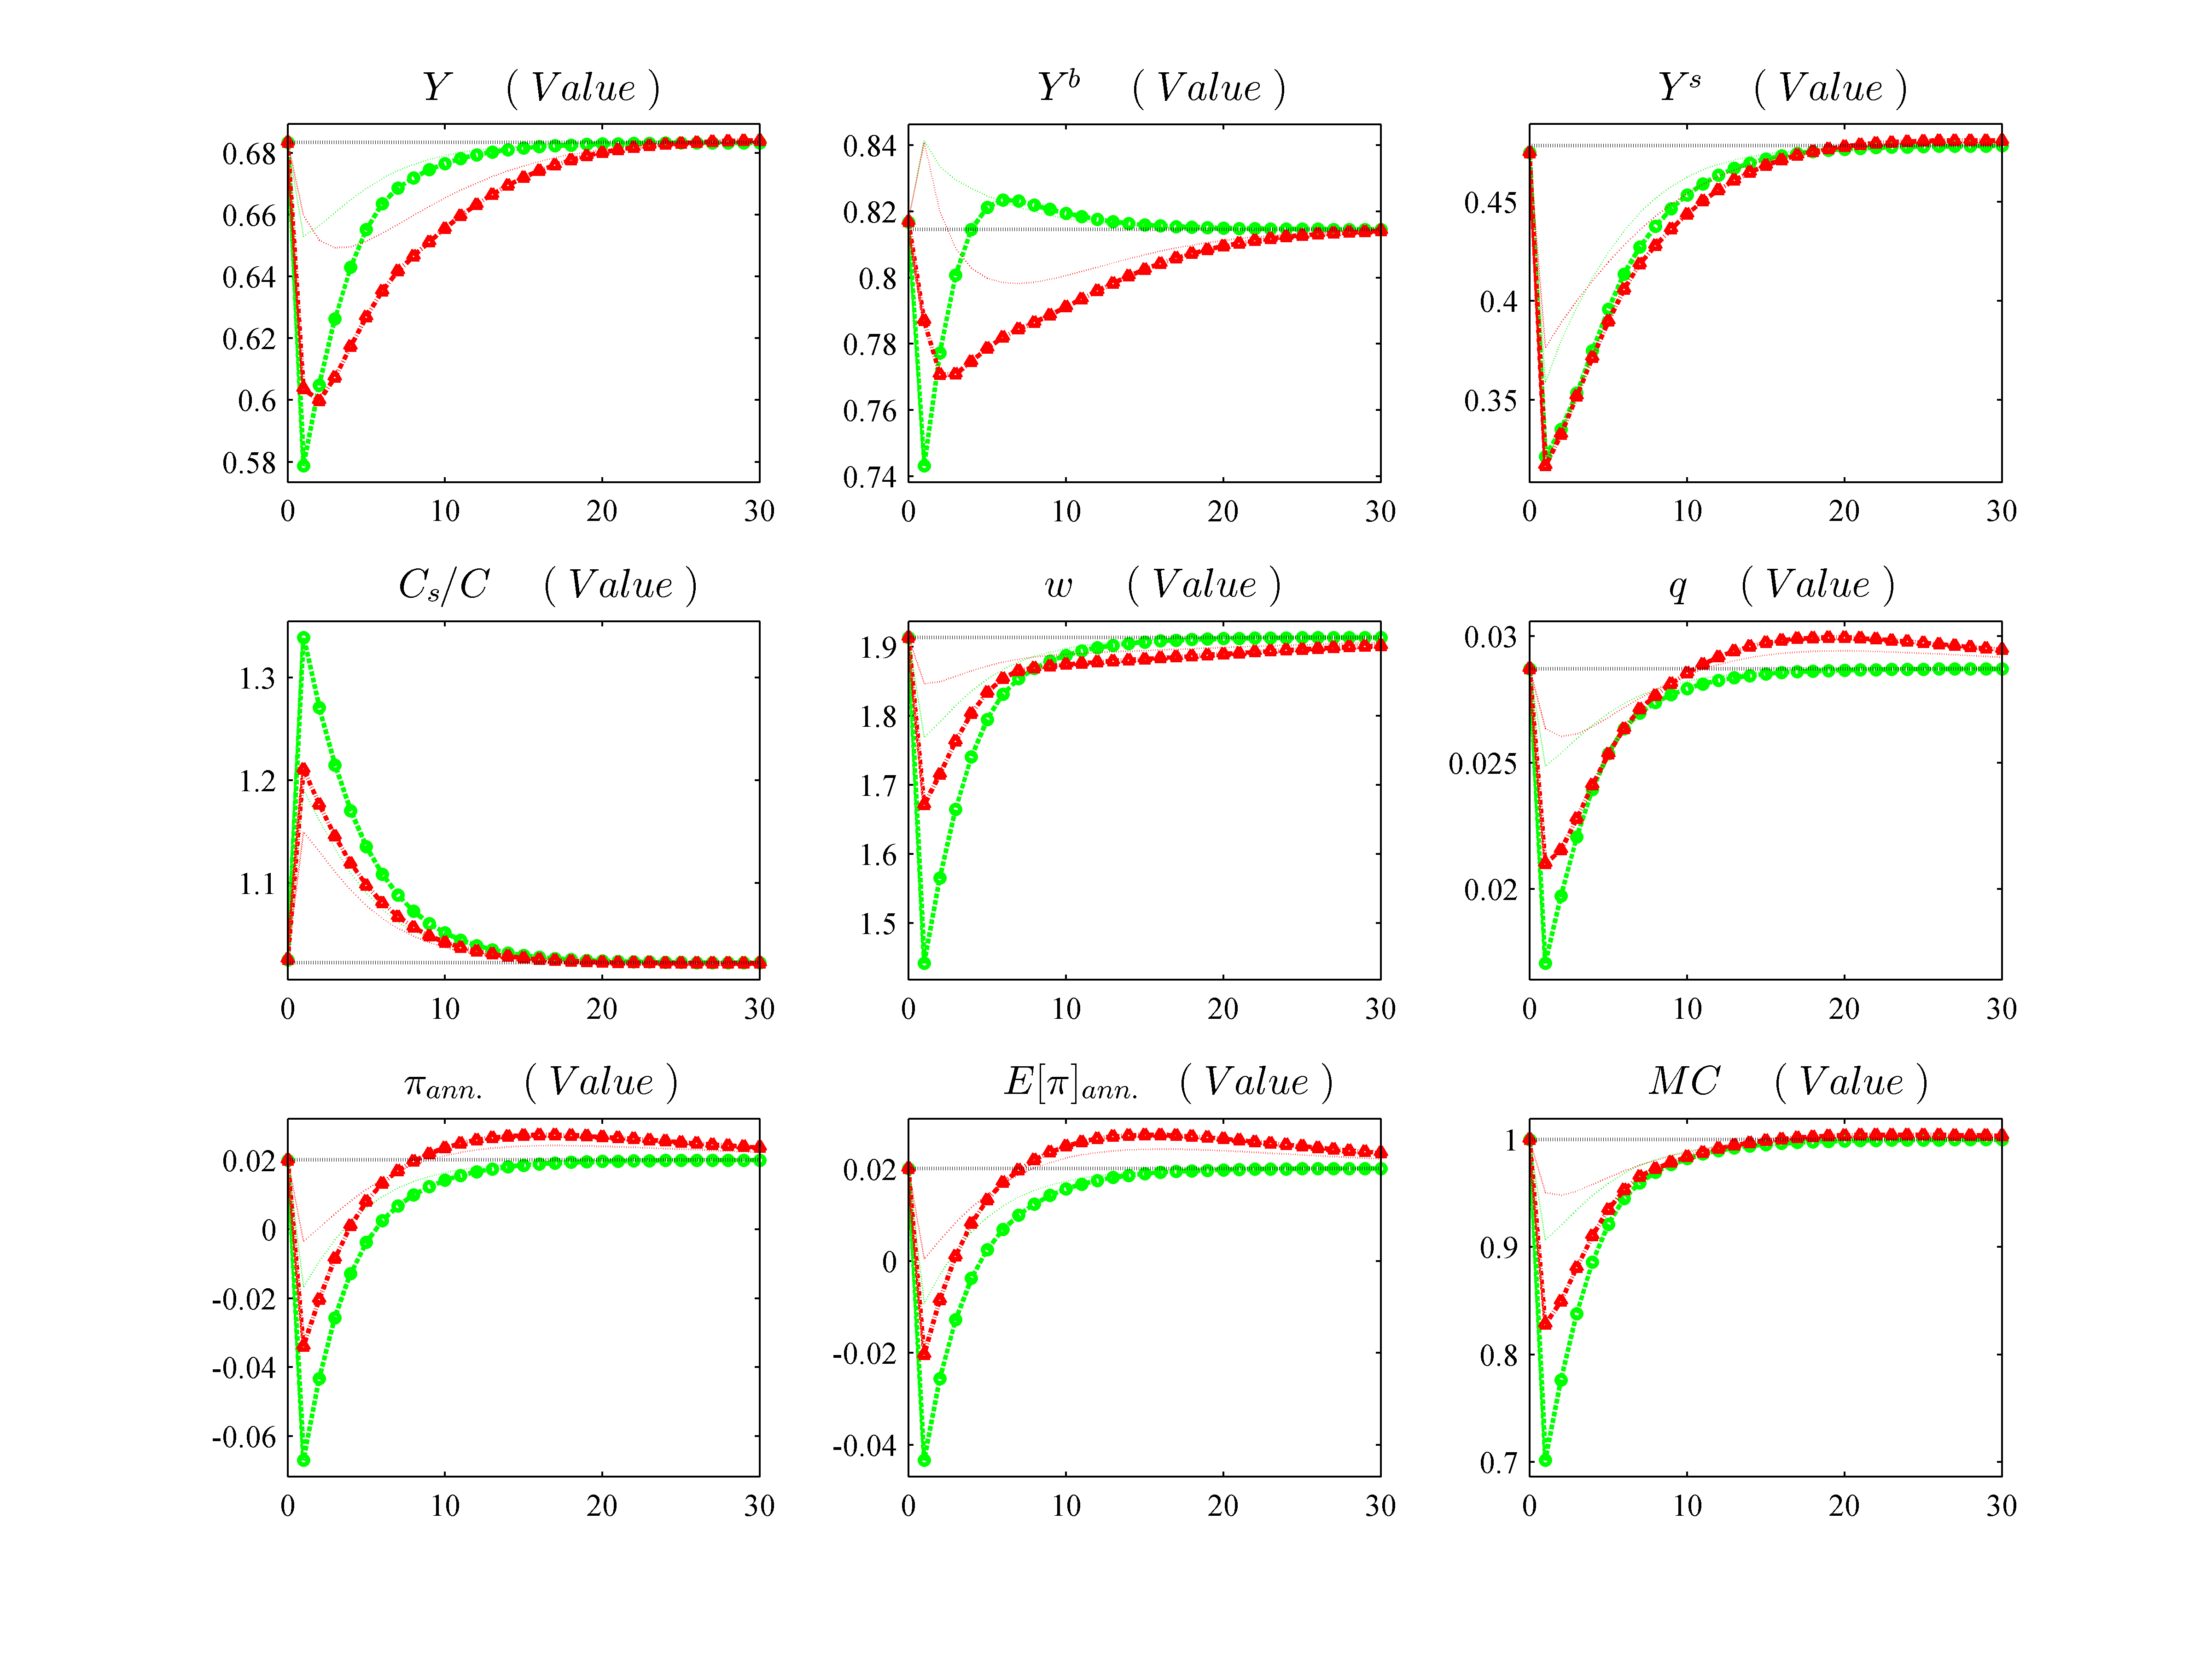 Y ( Value )
Y^b ( Value )
Y^s ( Value )
0.68
0.66
0.64
0.62
0.6
0.58
0 10 20 30
0.84
0.82
0.8
0.78
0.76
0.74
0 10 20 30
0.45
0.4
0.35
0 10 20 30
C_s/C ( Value )
w ( Value )
q ( Value )
1.3
1.2
1.1
0 10 20 30
1.9
1.8
1.7
1.6
1.5
0 10 20 30
0.03
0.025
0.02
0 10 20 30
π_ann. ( Value )
E[π]_ann. ( Value )
MC ( Value )
0.02
0
-0.02
-0.04
-0.06
0 10 20 30
0.02
0
-0.02
-0.04
0 10 20 30
1
0.9
0.8
0.7
0 10 20 30